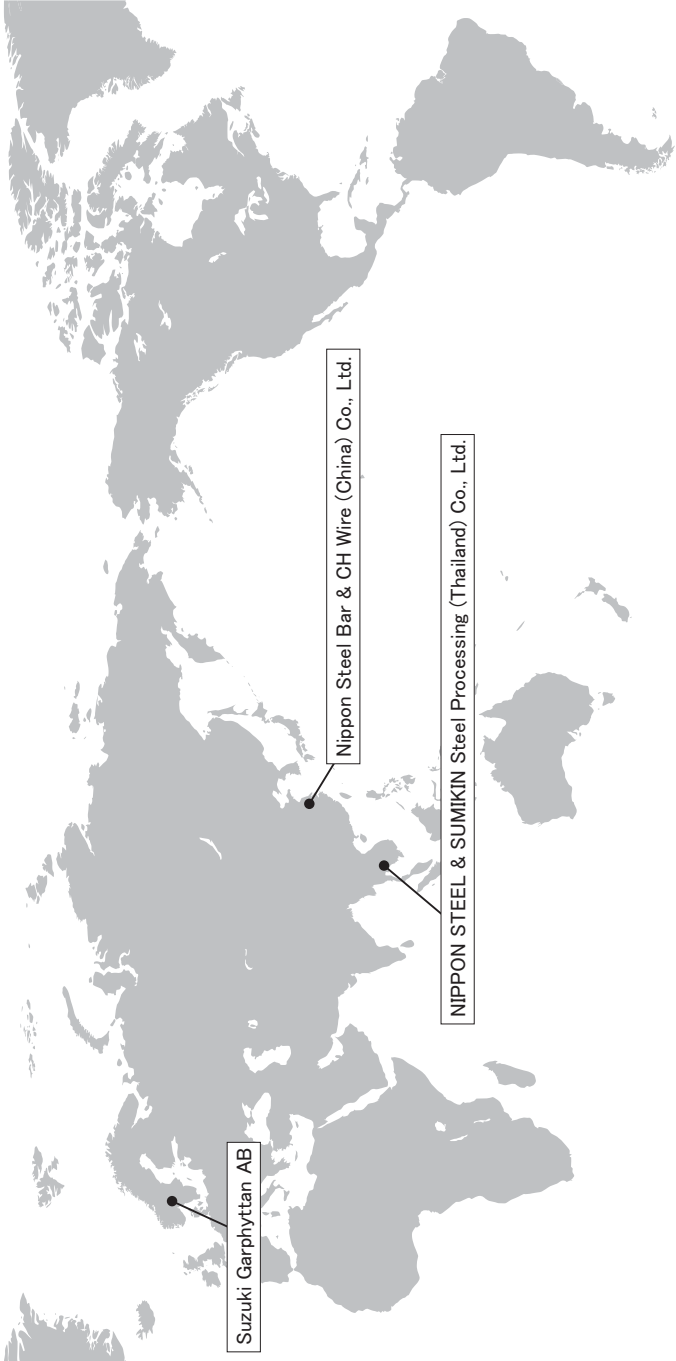 Suzuki Garphyttan AB
Nippon Steel Bar & CH Wire (China) Co., Ltd.
NIPPON STEEL & SUMIKIN Steel Processing (Thailand) Co., Ltd.